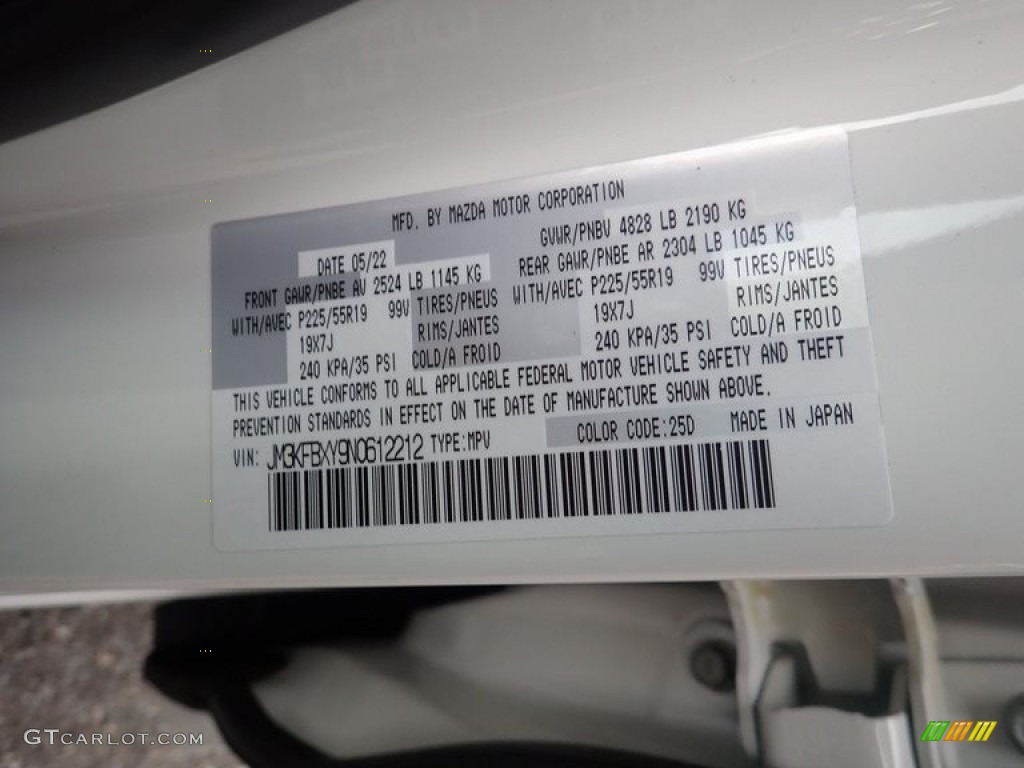 MFD. BY MAZDA MOTOR CORPORATION
DATE 05/22 GVWR/PNBV 4828 LB 2190 KG
FRONT GAWR/PNBE AV 2524 LB 1145 KG REAR GAWR/PNBE AR 2304 LB 1045 KG
WITH/AVEC P225/55R19 99V TIRES/PNEUS WITH/AVEC P225/55R19 99V TIRES/PNEUS
19X7J RIMS/JANTES 19X7J RIMS/JANTES
240 KPA/35 PSI COLD/A FROID 240 KPA/35 PSI COLD/A FROID
THIS VEHICLE CONFORMS TO ALL APPLICABLE FEDERAL MOTOR VEHICLE SAFETY AND THEFT
PREVENTION STANDARDS IN EFFECT ON THE DATE OF MANUFACTURE SHOWN ABOVE.
VIN: JM3KFBXY9N0612212 TYPE:MPV COLOR CODE:25D MADE IN JAPAN
GTCARLOT.COM